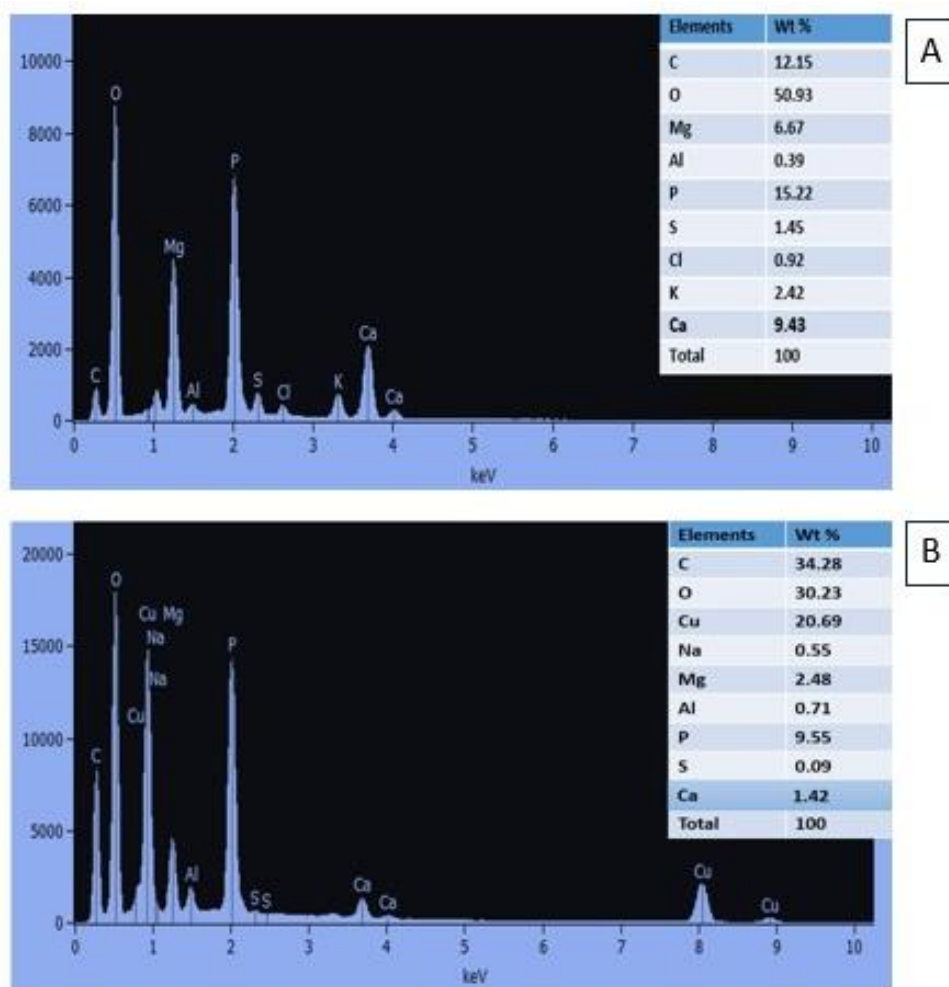 A
Elements Wt %
C 12.15
O 50.93
Mg 6.67
Al 0.39
P 15.22
S 1.45
Cl 0.92
K 2.42
Ca 9.43
Total 100
10000
8000
6000
4000
2000
0
O
P
Mg
Ca
C
Al
S
Cl
K
Ca
0 1 2 3 4 5 6 7 8 9 10
keV
B
Elements Wt %
C 34.28
O 30.23
Cu 20.69
Na 0.55
Mg 2.48
Al 0.71
P 9.55
S 0.09
Ca 1.42
Total 100
20000
15000
10000
5000
0
O
Cu Mg
Na
P
Na
Cu
C
Al
S
S
Ca
Ca
Cu
Cu
0 1 2 3 4 5 6 7 8 9 10
keV